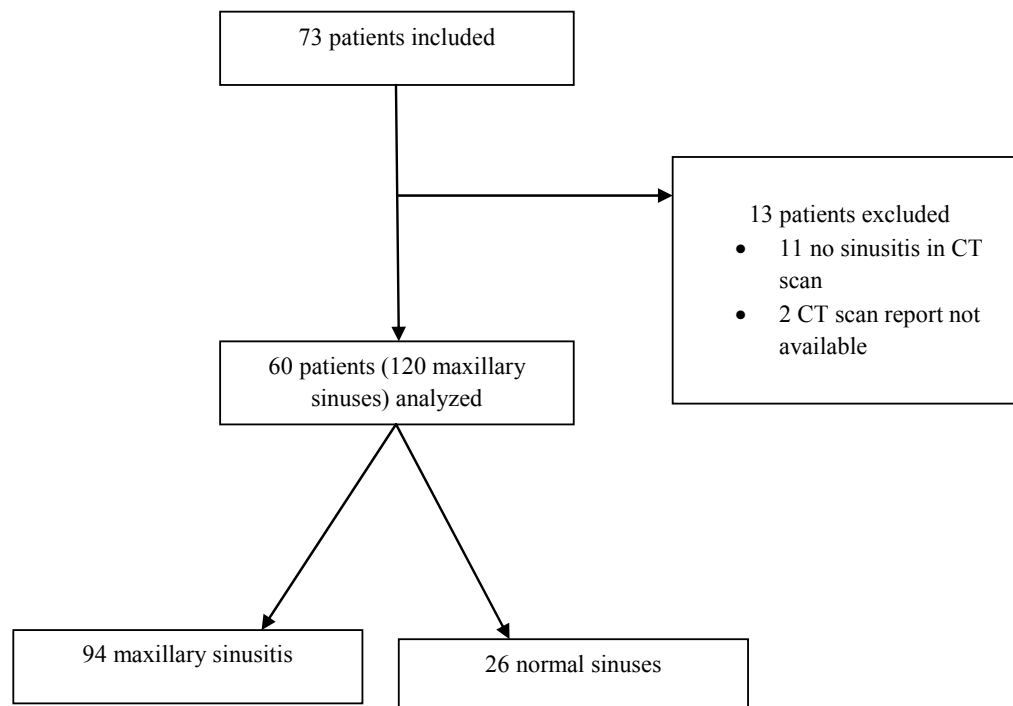 73 patients included
13 patients excluded
• 11 no sinusitis in CT
scan
• 2 CT scan report not
available
60 patients (120 maxillary
sinuses) analyzed
94 maxillary sinusitis
26 normal sinuses